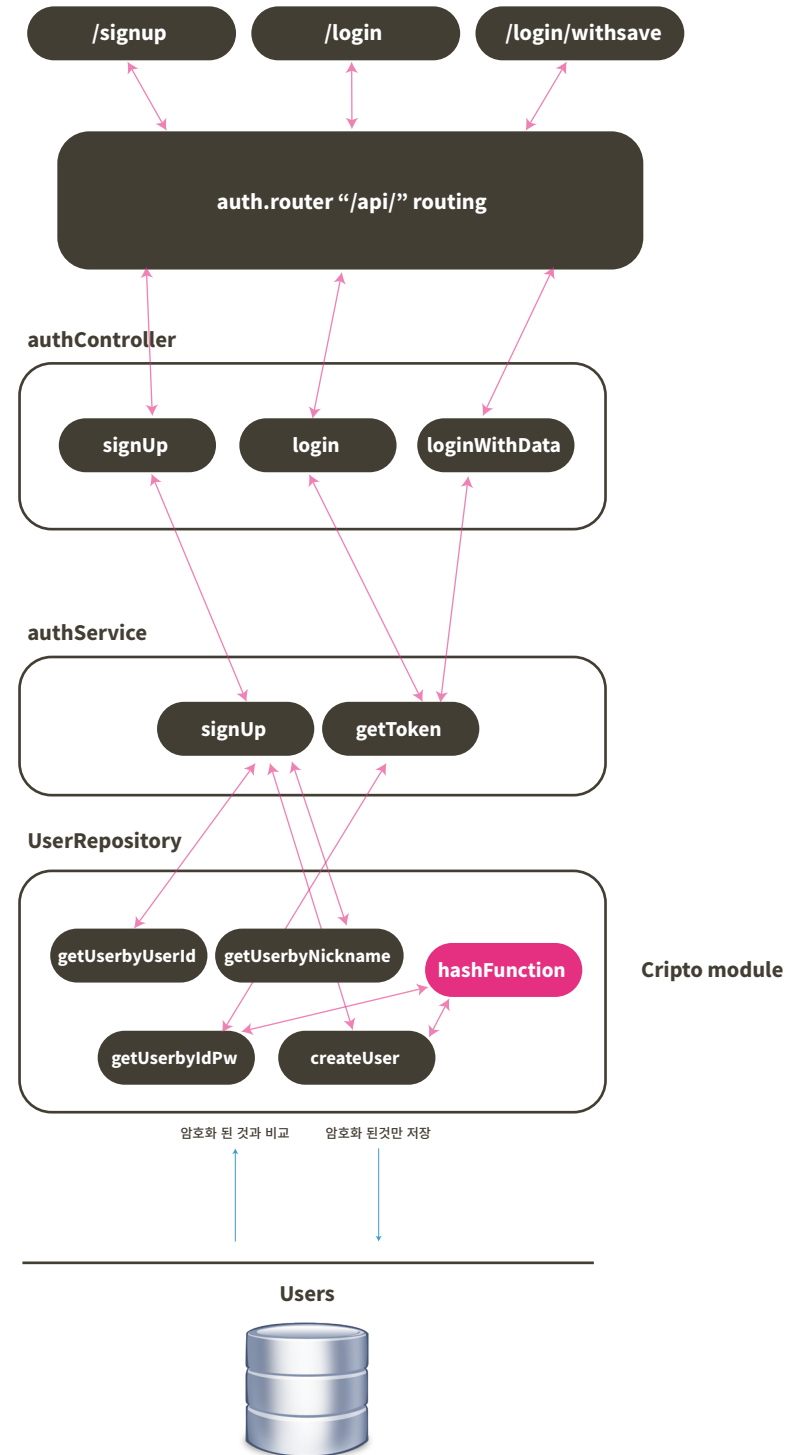 /signup
/login
/login/withsave
auth.router “/api/” routing
authController
signUp
login
loginWithData
authService
signUp
getToken
UserRepository
getUserbyUserId
getUserbyNickname
hashFunction
Cripto module
getUserbyIdPw
createUser
암호화 된 것과 비교
암호화 된것만 저장
Users